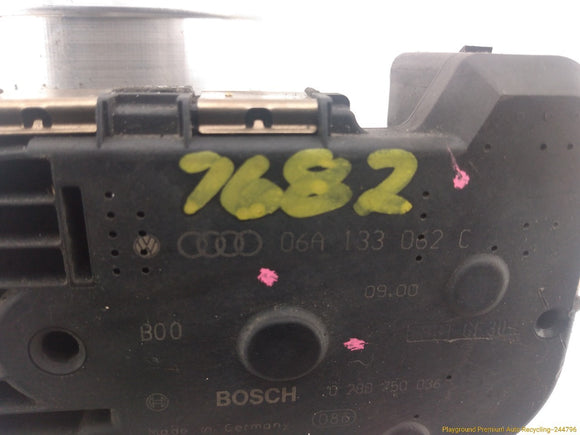 7682
06A 133 062 C
09.00
B00
BOSCH 0 280 750 036
Made in Germany 086
Playground Premium Auto Recycling-244796